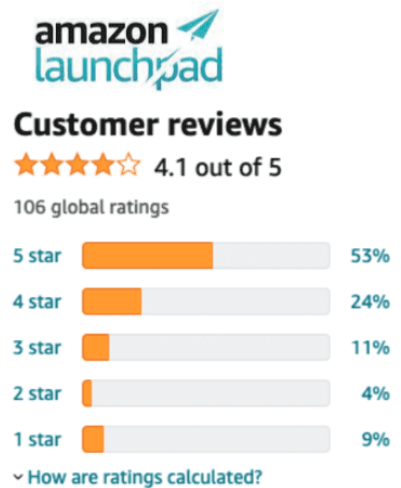 amazon
launchpad
Customer reviews
4.1 out of 5
106 global ratings
5 star 53%
4 star 24%
3 star 11%
2 star 4%
1 star 9%
How are ratings calculated?